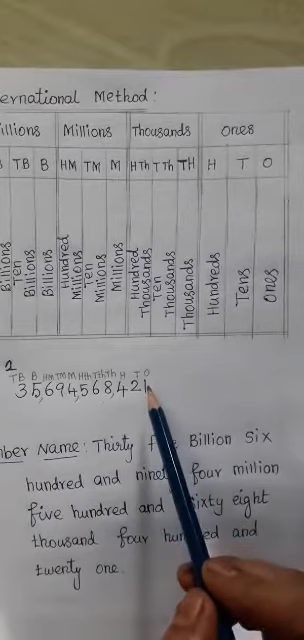 ernational Method:
illions Millions Thousands Ones
B TB B HM TM M HTh TTh TH H T O
Billions Ten Billions Billions Hundred Millions Ten Millions Millions Hundred Thousands Ten Thousands Thousands Hundreds Tens Ones
2
TB B HM TM M HTh TTh Th H T O
35,694,568,421
ber Name: Thirty Billion Six
hundred and ninety four million
five hundred and sixty eight
thousand four hundred and
twenty one.